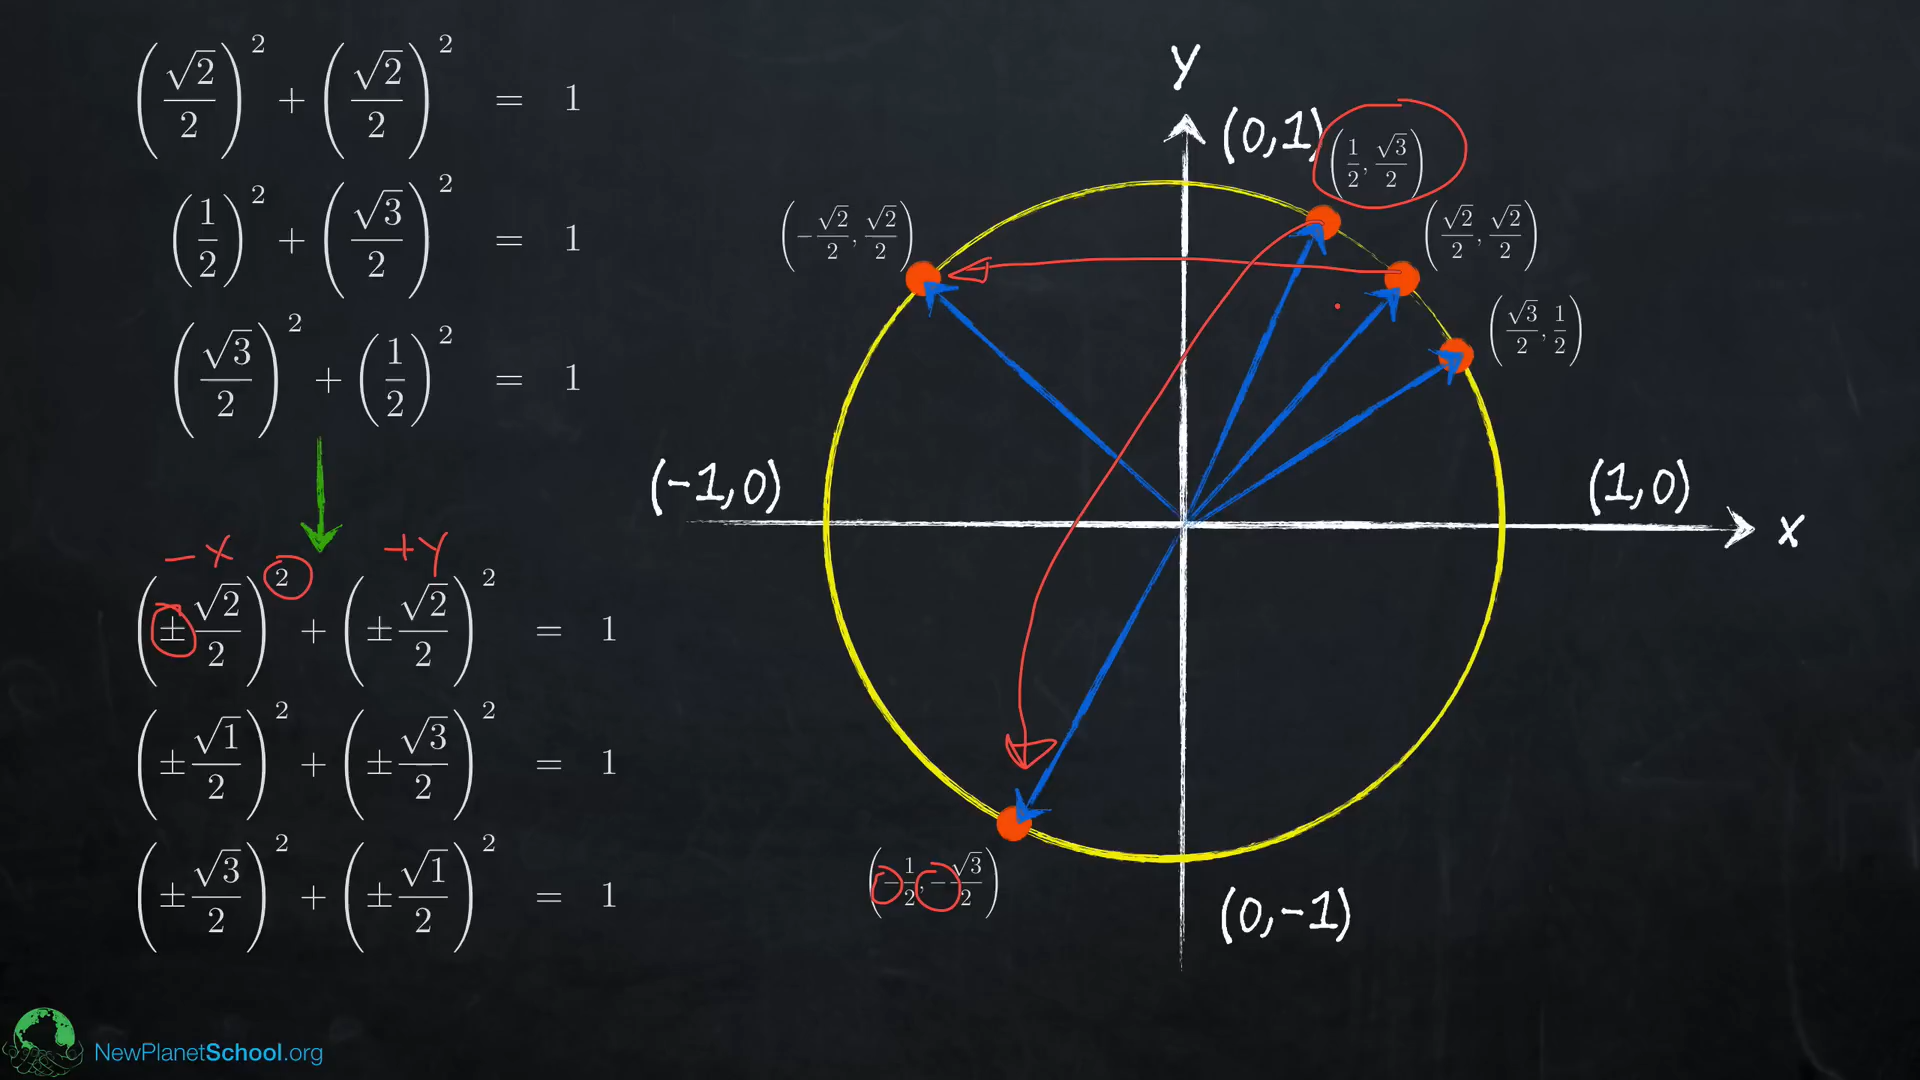 (√2/2)² + (√2/2)² = 1
(1/2)² + (√3/2)² = 1
(√3/2)² + (1/2)² = 1
−X +Y
(±√2/2)² + (±√2/2)² = 1
(±√1/2)² + (±√3/2)² = 1
(±√3/2)² + (±√1/2)² = 1
y
(0,1)
(1/2, √3/2)
(−√2/2, √2/2)
(√2/2, √2/2)
(√3/2, 1/2)
(-1,0)
(1,0)
x
(−1/2, −√3/2)
(0,-1)
NewPlanetSchool.org